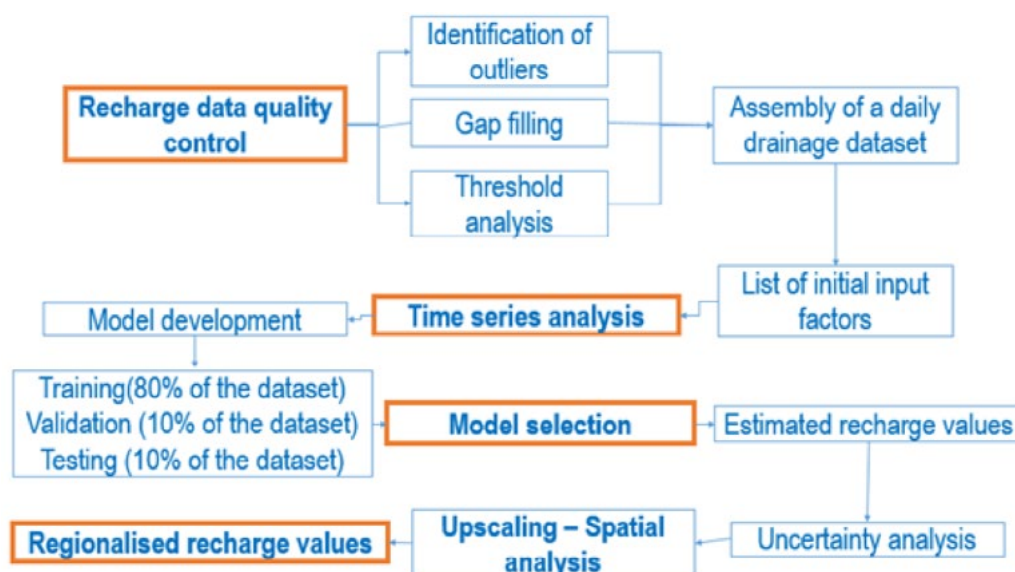 Identification of
outliers
Recharge data quality
control
Gap filling
Threshold
analysis
Assembly of a daily
drainage dataset
List of initial input
factors
Time series analysis
Model development
Training(80% of the dataset)
Validation (10% of the dataset)
Testing (10% of the dataset)
Model selection
Estimated recharge values
Uncertainty analysis
Upscaling – Spatial
analysis
Regionalised recharge values